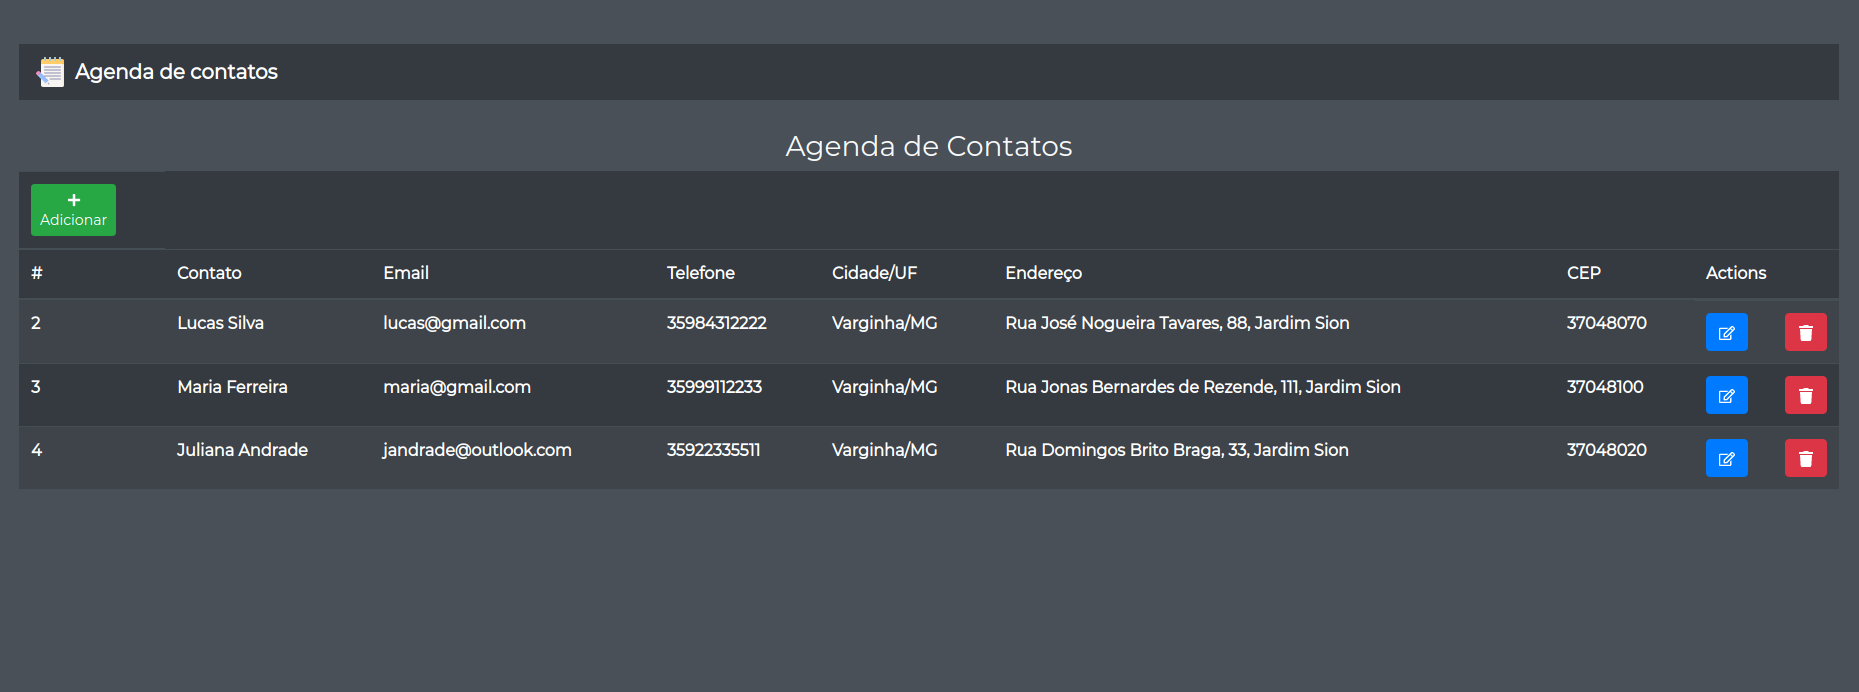 Agenda de contatos
Agenda de Contatos
Adicionar
# Contato Email Telefone Cidade/UF Endereço CEP Actions
2 Lucas Silva lucas@gmail.com 35984312222 Varginha/MG Rua José Nogueira Tavares, 88, Jardim Sion 37048070
3 Maria Ferreira maria@gmail.com 35999112233 Varginha/MG Rua Jonas Bernardes de Rezende, 111, Jardim Sion 37048100
4 Juliana Andrade jandrade@outlook.com 35922335511 Varginha/MG Rua Domingos Brito Braga, 33, Jardim Sion 37048020